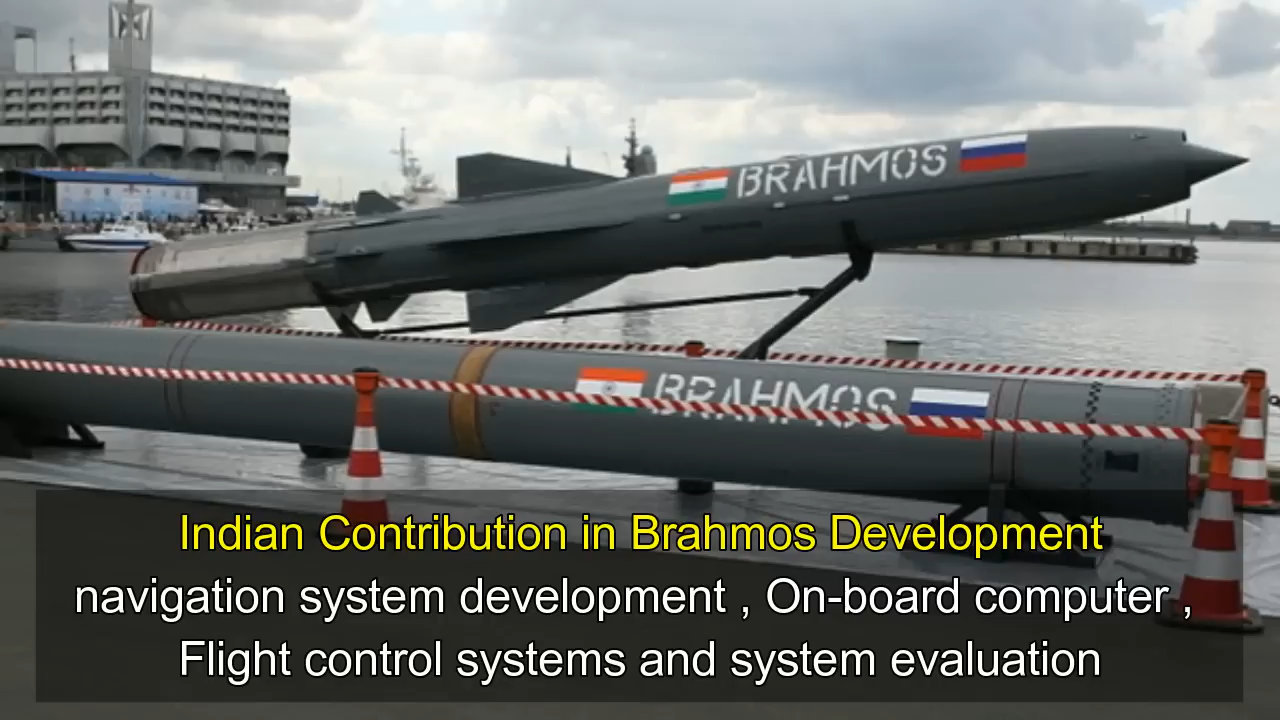 BRAHMOS
BRAHMOS
Indian Contribution in Brahmos Development
navigation system development , On-board computer ,
Flight control systems and system evaluation